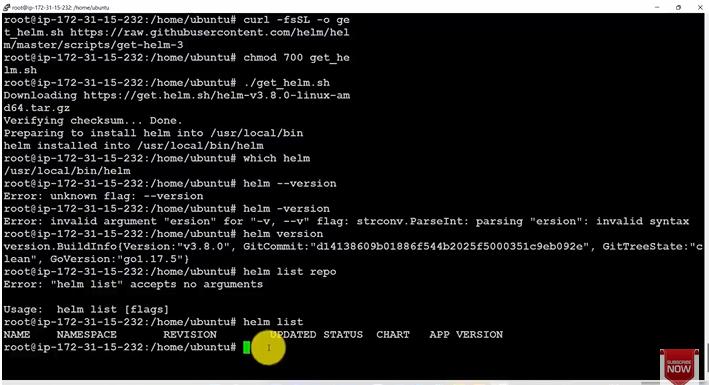 root@ip-172-31-15-232:/home/ubuntu
root@ip-172-31-15-232:/home/ubuntu# curl -fsSL -o ge
t_helm.sh https://raw.githubusercontent.com/helm/hel
m/master/scripts/get-helm-3
root@ip-172-31-15-232:/home/ubuntu# chmod 700 get_he
lm.sh
root@ip-172-31-15-232:/home/ubuntu# ./get_helm.sh
Downloading https://get.helm.sh/helm-v3.8.0-linux-am
d64.tar.gz
Verifying checksum... Done.
Preparing to install helm into /usr/local/bin
helm installed into /usr/local/bin/helm
root@ip-172-31-15-232:/home/ubuntu# which helm
/usr/local/bin/helm
root@ip-172-31-15-232:/home/ubuntu# helm --version
Error: unknown flag: --version
root@ip-172-31-15-232:/home/ubuntu# helm -version
Error: invalid argument "ersion" for "-v, --v" flag: strconv.ParseInt: parsing "ersion": invalid syntax
root@ip-172-31-15-232:/home/ubuntu# helm version
version.BuildInfo{Version:"v3.8.0", GitCommit:"d14138609b01886f544b2025f5000351c9eb092e", GitTreeState:"c
lean", GoVersion:"go1.17.5"}
root@ip-172-31-15-232:/home/ubuntu# helm list repo
Error: "helm list" accepts no arguments
Usage:  helm list [flags]
root@ip-172-31-15-232:/home/ubuntu# helm list
NAME NAMESPACE REVISION UPDATED STATUS CHART APP VERSION
root@ip-172-31-15-232:/home/ubuntu#
SUBSCRIBE
NOW